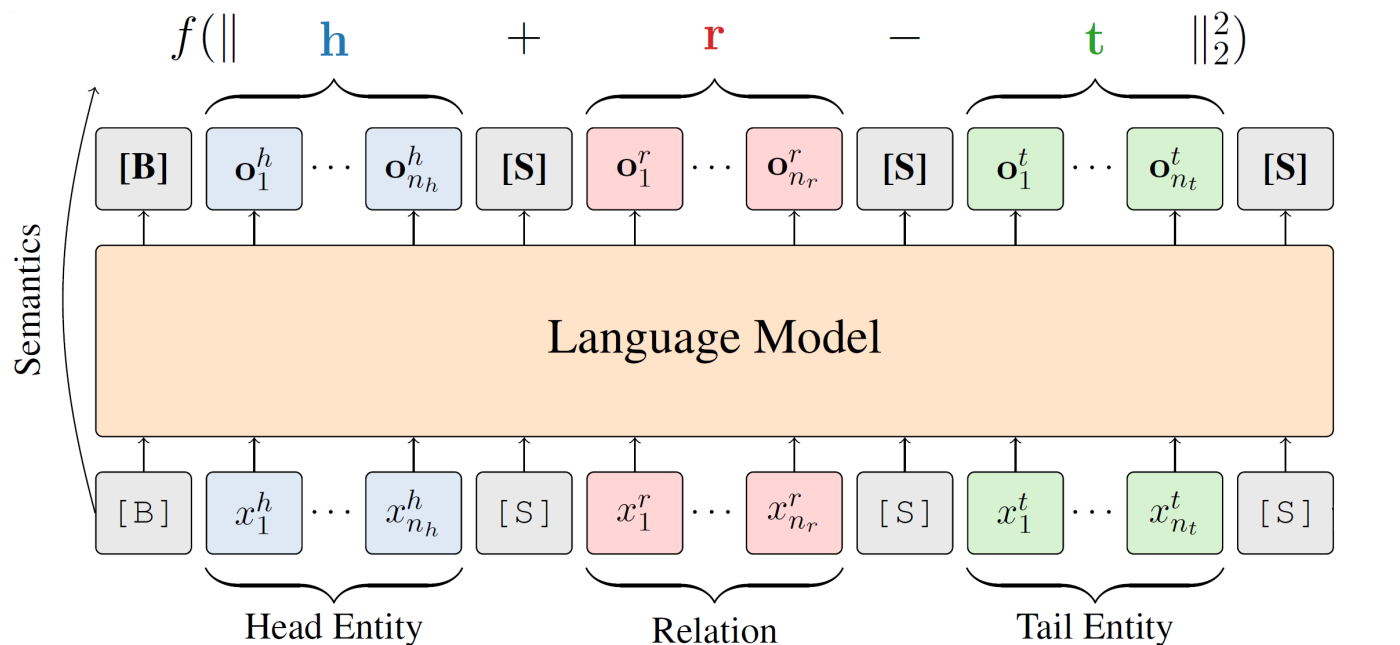 f(‖ h + r − t ‖²₂)
[B] o₁ʰ ··· oₙₕʰ [S] o₁ʳ ··· oₙᵣʳ [S] o₁ᵗ ··· oₙₜᵗ [S]
Semantics
Language Model
[B] x₁ʰ ··· xₙₕʰ [S] x₁ʳ ··· xₙᵣʳ [S] x₁ᵗ ··· xₙₜᵗ [S]
Head Entity Relation Tail Entity